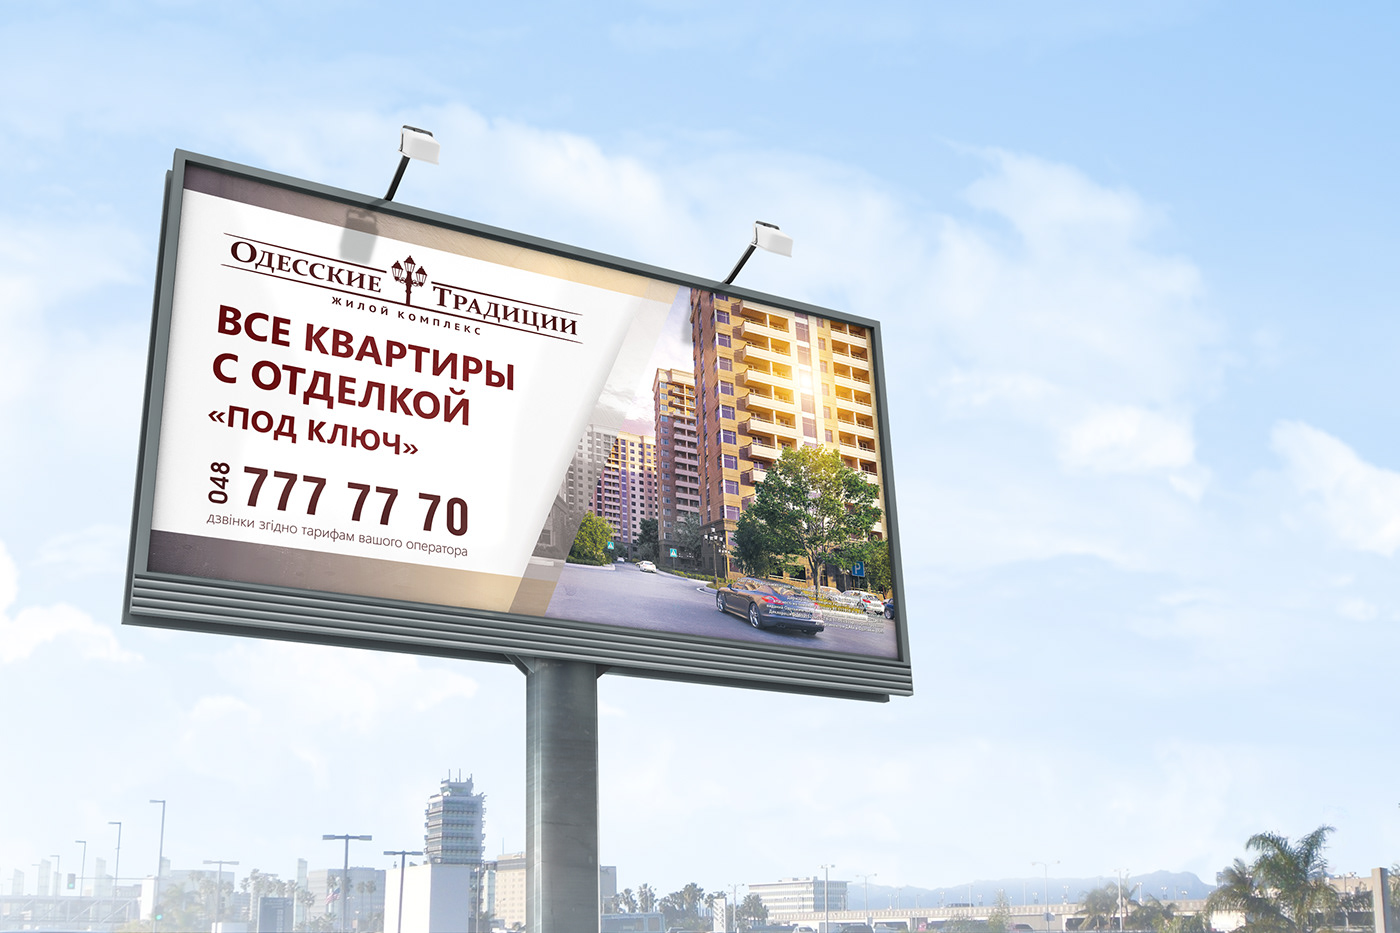 Одесские Традиции
жилой комплекс
ВСЕ КВАРТИРЫ
С ОТДЕЛКОЙ
«ПОД КЛЮЧ»
048 777 77 70
дзвінки згідно тарифам вашого оператора
P